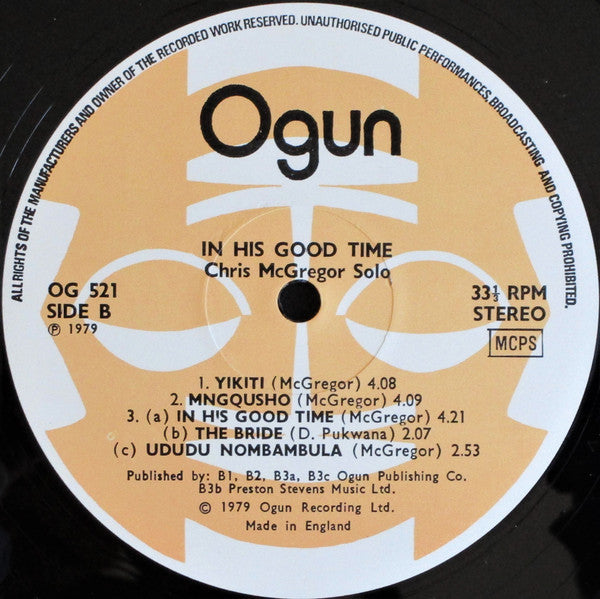 ALL RIGHTS OF THE MANUFACTURERS AND OWNER OF THE RECORDED WORK RESERVED. UNAUTHORISED PUBLIC PERFORMANCES, BROADCASTING AND COPYING PROHIBITED.
Ogun
IN HIS GOOD TIME
Chris McGregor Solo
OG 521
SIDE B
℗ 1979
33⅓ RPM
STEREO
MCPS
1. YIKITI (McGregor) 4.08
2. MNGQUSHO (McGregor) 4.09
3. (a) IN H'S GOOD TIME (McGregor) 4.21
(b) THE BRIDE (D. Pukwana) 2.07
(c) UDUDU NOMBAMBULA (McGregor) 2.53
Published by: B1, B2, B3a, B3c Ogun Publishing Co.
B3b Preston Stevens Music Ltd.
© 1979 Ogun Recording Ltd.
Made in England